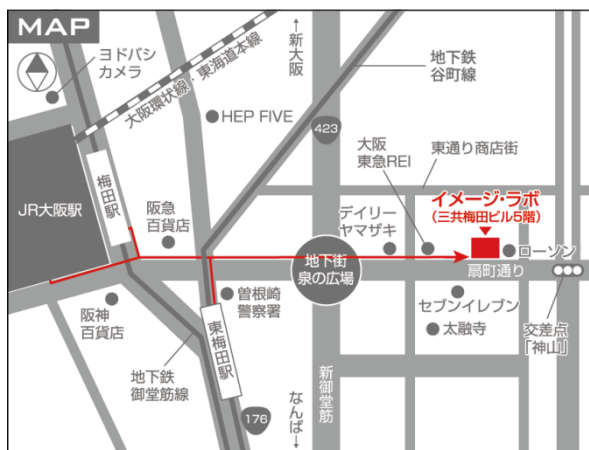 MAP
ヨドバシ
カメラ
大阪環状線・東海道本線
←新大阪
地下鉄
谷町線
HEP FIVE
423
大阪
東急REI
東通り商店街
梅田駅
JR大阪駅
阪急
百貨店
デイリー
ヤマザキ
イメージ・ラボ
(三共梅田ビル5階)
ローソン
地下街
泉の広場
扇町通り
阪神
百貨店
曽根崎
警察署
東梅田駅
セブンイレブン
太融寺
交差点
「神山」
地下鉄
御堂筋線
新御堂筋
176
なんば→